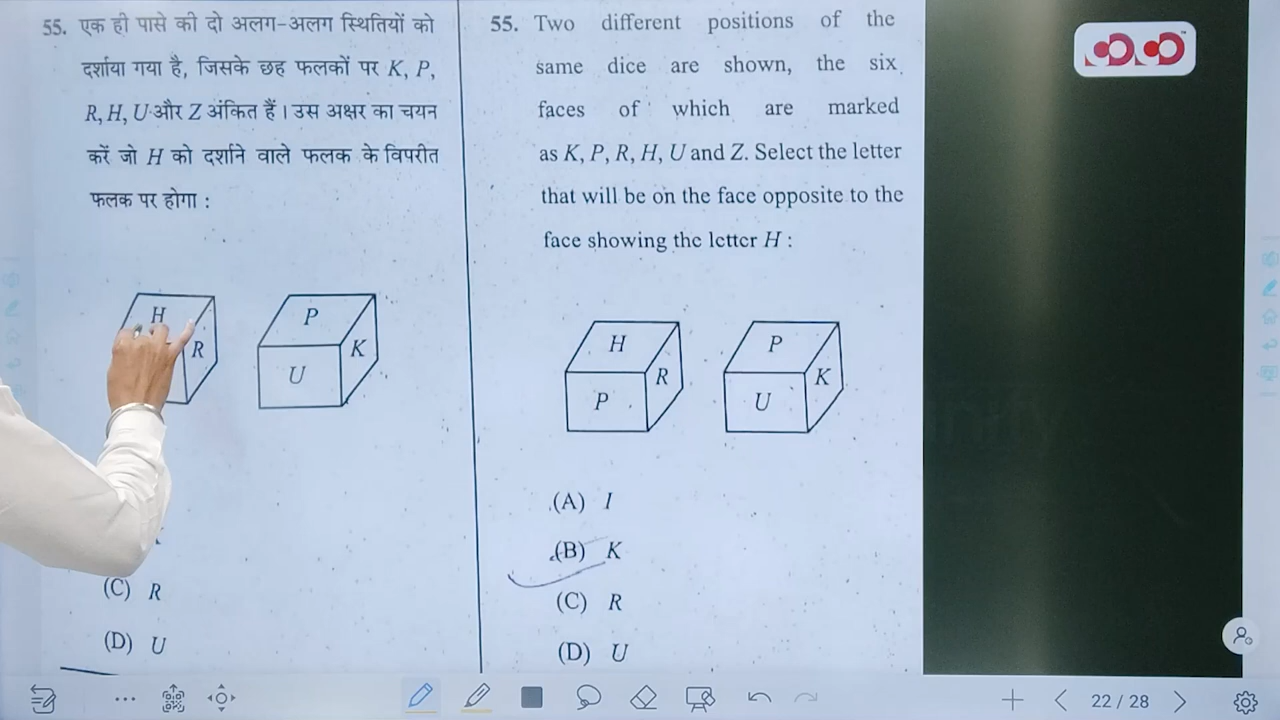 55. एक ही पासे की दो अलग-अलग स्थितियों को
दर्शाया गया है, जिसके छह फलकों पर K, P,
R, H, U और Z अंकित हैं। उस अक्षर का चयन
करें जो H को दर्शाने वाले फलक के विपरीत
फलक पर होगा :
H
R
P
K
U
(C) R
(D) U
55. Two different positions of the
same dice are shown, the six
faces of which are marked
as K, P, R, H, U and Z. Select the letter
that will be on the face opposite to the
face showing the letter H :
H
R
P
P
K
U
(A) I
(B) K
(C) R
(D) U
22 / 28